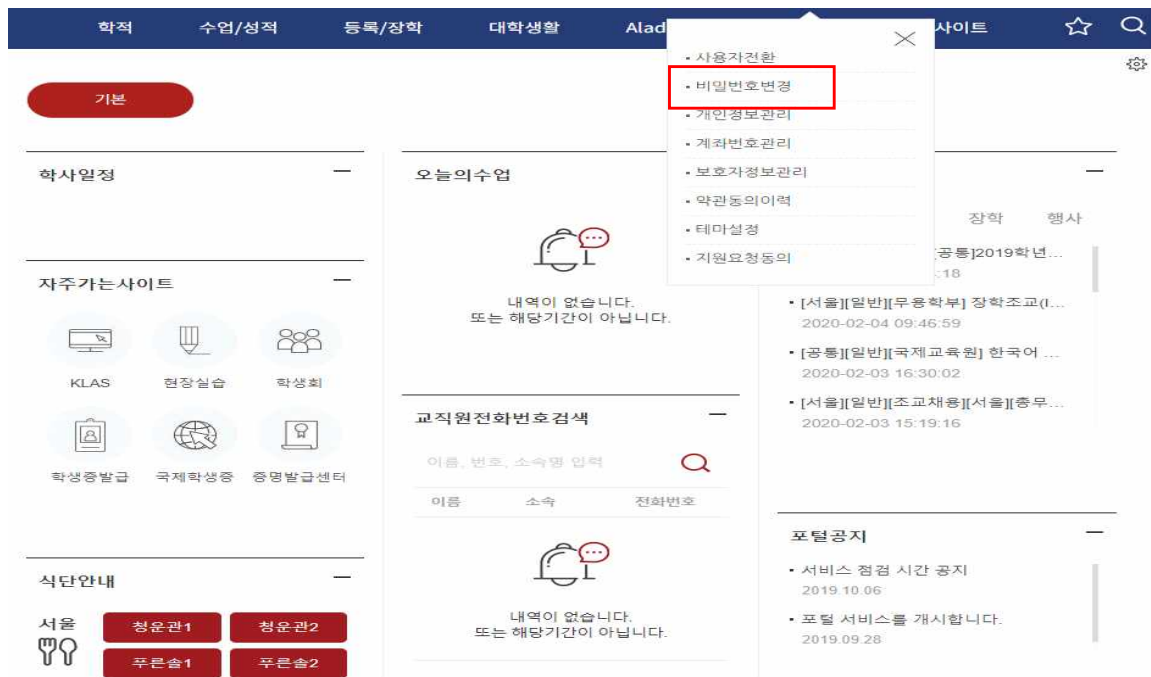 학적 수업/성적 등록/장학 대학생활 Alad 사이트
사용자전환
비밀번호변경
개인정보관리
계좌번호관리
보호자정보관리
약관동의이력
테마설정
지원요청동의
기본
학사일정
자주가는사이트
KLAS 현장실습 학생회
학생증발급 국제학생증 증명발급센터
식단안내
서울
청운관1 청운관2
푸른솔1 푸른솔2
오늘의수업
내역이 없습니다.
또는 해당기간이 아닙니다.
교직원전화번호검색
이름, 번호, 소속명 입력
이름 소속 전화번호
내역이 없습니다.
또는 해당기간이 아닙니다.
장학 행사
공통]2019학년...
:18
[서울][일반][무용학부] 장학조교(I...
2020-02-04 09:46:59
[공통][일반][국제교육원] 한국어 ...
2020-02-03 16:30:02
[서울][일반][조교채용][서울][총무...
2020-02-03 15:19:16
포털공지
서비스 점검 시간 공지
2019.10.06
포털 서비스를 개시합니다.
2019.09.28